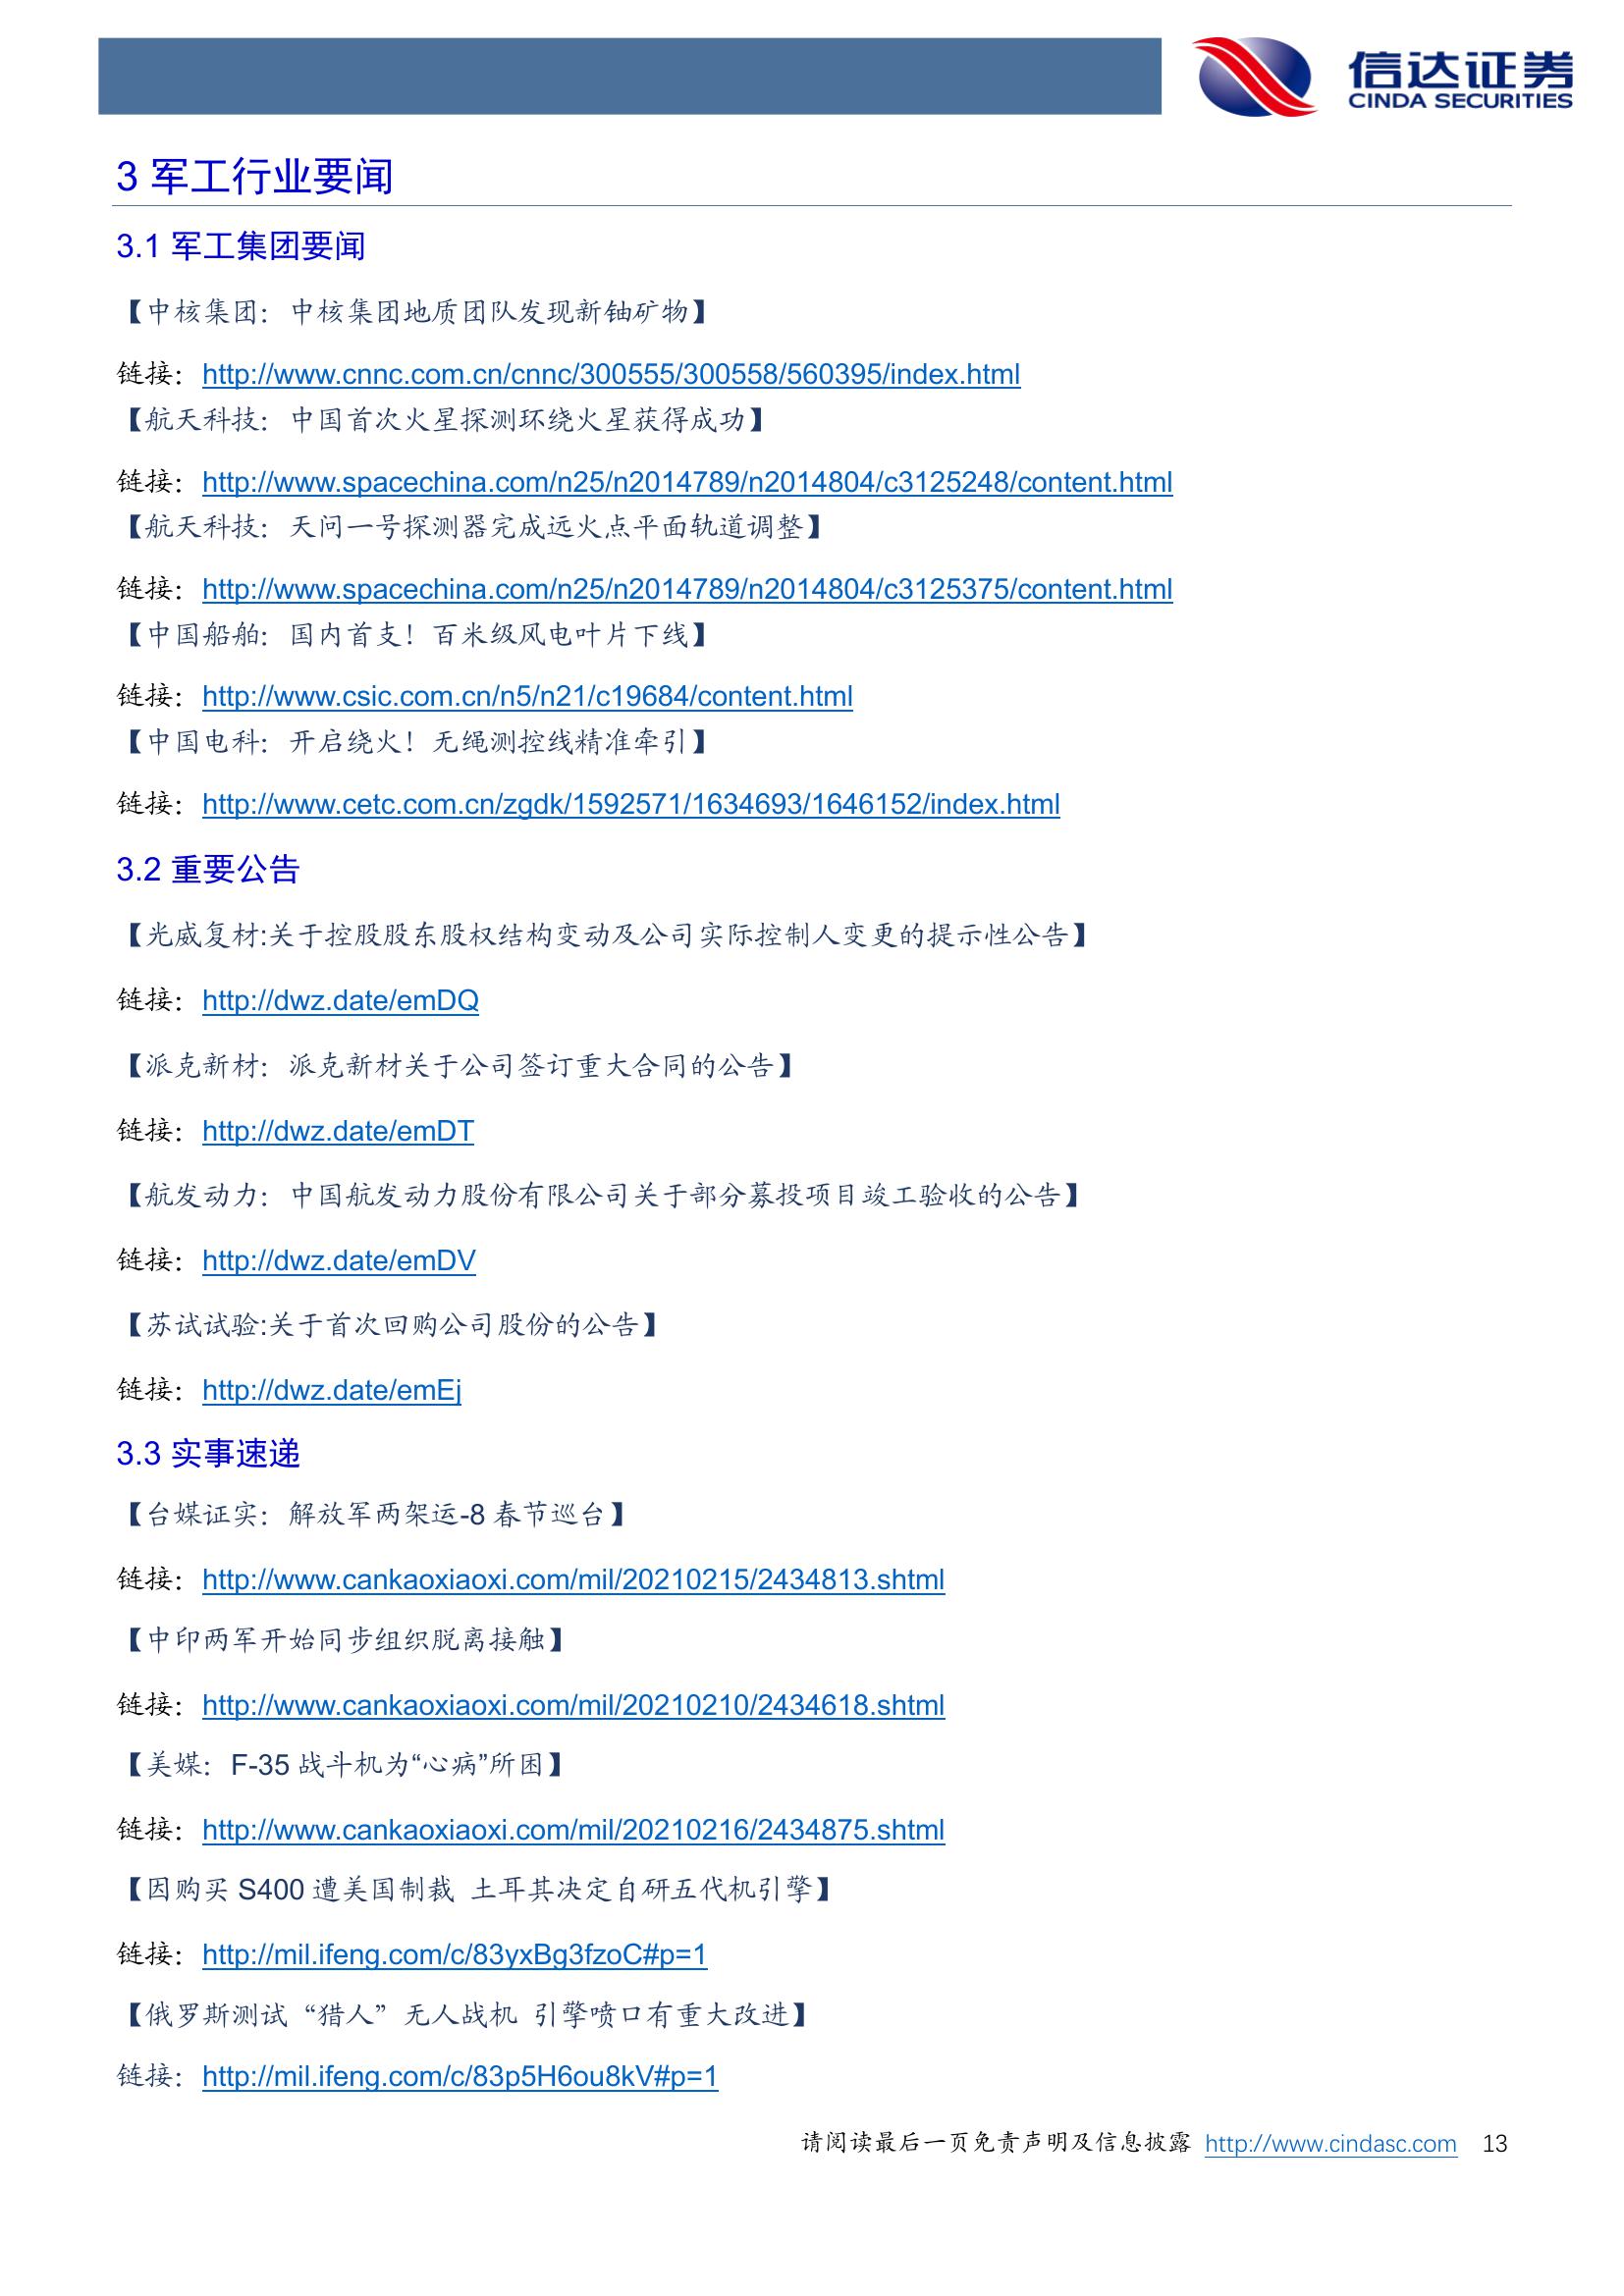 信达证券
CINDA SECURITIES
3 军工行业要闻
3.1 军工集团要闻
【中核集团：中核集团地质团队发现新铀矿物】
链接：http://www.cnnc.com.cn/cnnc/300555/300558/560395/index.html
【航天科技：中国首次火星探测环绕火星获得成功】
链接：http://www.spacechina.com/n25/n2014789/n2014804/c3125248/content.html
【航天科技：天问一号探测器完成远火点平面轨道调整】
链接：http://www.spacechina.com/n25/n2014789/n2014804/c3125375/content.html
【中国船舶：国内首支！百米级风电叶片下线】
链接：http://www.csic.com.cn/n5/n21/c19684/content.html
【中国电科：开启绕火！无绳测控线精准牵引】
链接：http://www.cetc.com.cn/zgdk/1592571/1634693/1646152/index.html
3.2 重要公告
【光威复材:关于控股股东股权结构变动及公司实际控制人变更的提示性公告】
链接：http://dwz.date/emDQ
【派克新材：派克新材关于公司签订重大合同的公告】
链接：http://dwz.date/emDT
【航发动力：中国航发动力股份有限公司关于部分募投项目竣工验收的公告】
链接：http://dwz.date/emDV
【苏试试验:关于首次回购公司股份的公告】
链接：http://dwz.date/emEj
3.3 实事速递
【台媒证实：解放军两架运-8 春节巡台】
链接：http://www.cankaoxiaoxi.com/mil/20210215/2434813.shtml
【中印两军开始同步组织脱离接触】
链接：http://www.cankaoxiaoxi.com/mil/20210210/2434618.shtml
【美媒：F-35 战斗机为“心病”所困】
链接：http://www.cankaoxiaoxi.com/mil/20210216/2434875.shtml
【因购买 S400 遭美国制裁 土耳其决定自研五代机引擎】
链接：http://mil.ifeng.com/c/83yxBg3fzoC#p=1
【俄罗斯测试“猎人”无人战机 引擎喷口有重大改进】
链接：http://mil.ifeng.com/c/83p5H6ou8kV#p=1
请阅读最后一页免责声明及信息披露 http://www.cindasc.com 13